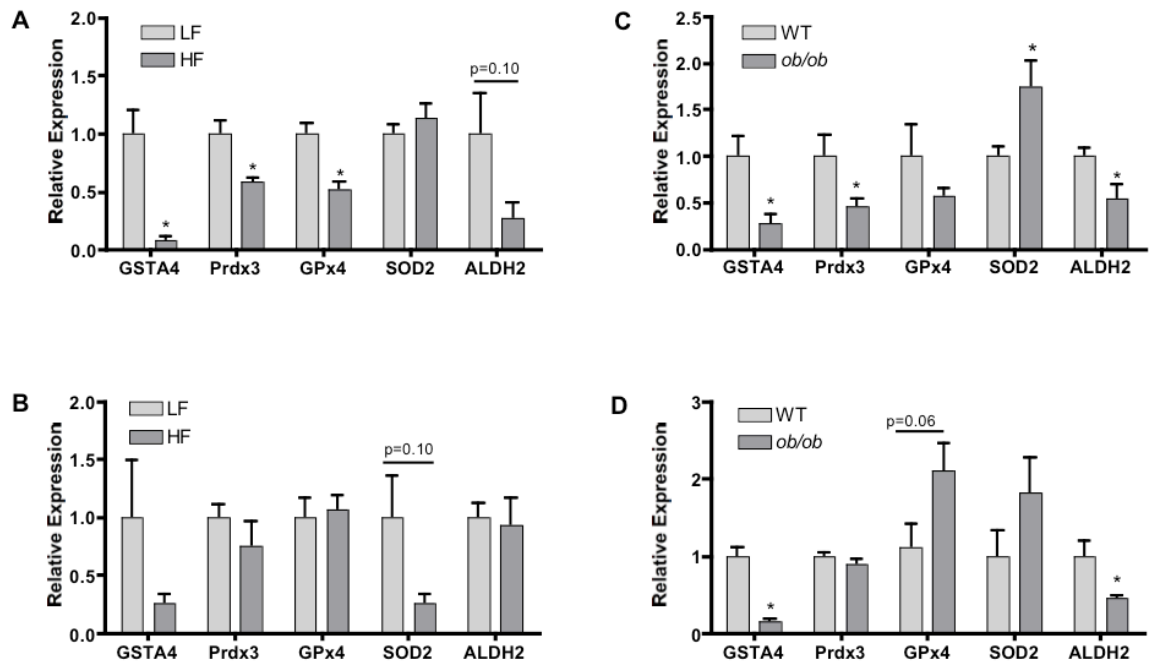 A
Relative Expression
2.0
1.5
1.0
0.5
0.0
LF
HF
p=0.10
*
*
*
GSTA4 Prdx3 GPx4 SOD2 ALDH2
C
Relative Expression
2.5
2.0
1.5
1.0
0.5
0.0
WT
ob/ob
*
*
*
*
GSTA4 Prdx3 GPx4 SOD2 ALDH2
B
Relative Expression
2.0
1.5
1.0
0.5
0.0
LF
HF
p=0.10
GSTA4 Prdx3 GPx4 SOD2 ALDH2
D
Relative Expression
3
2
1
0
WT
ob/ob
p=0.06
*
*
GSTA4 Prdx3 GPx4 SOD2 ALDH2